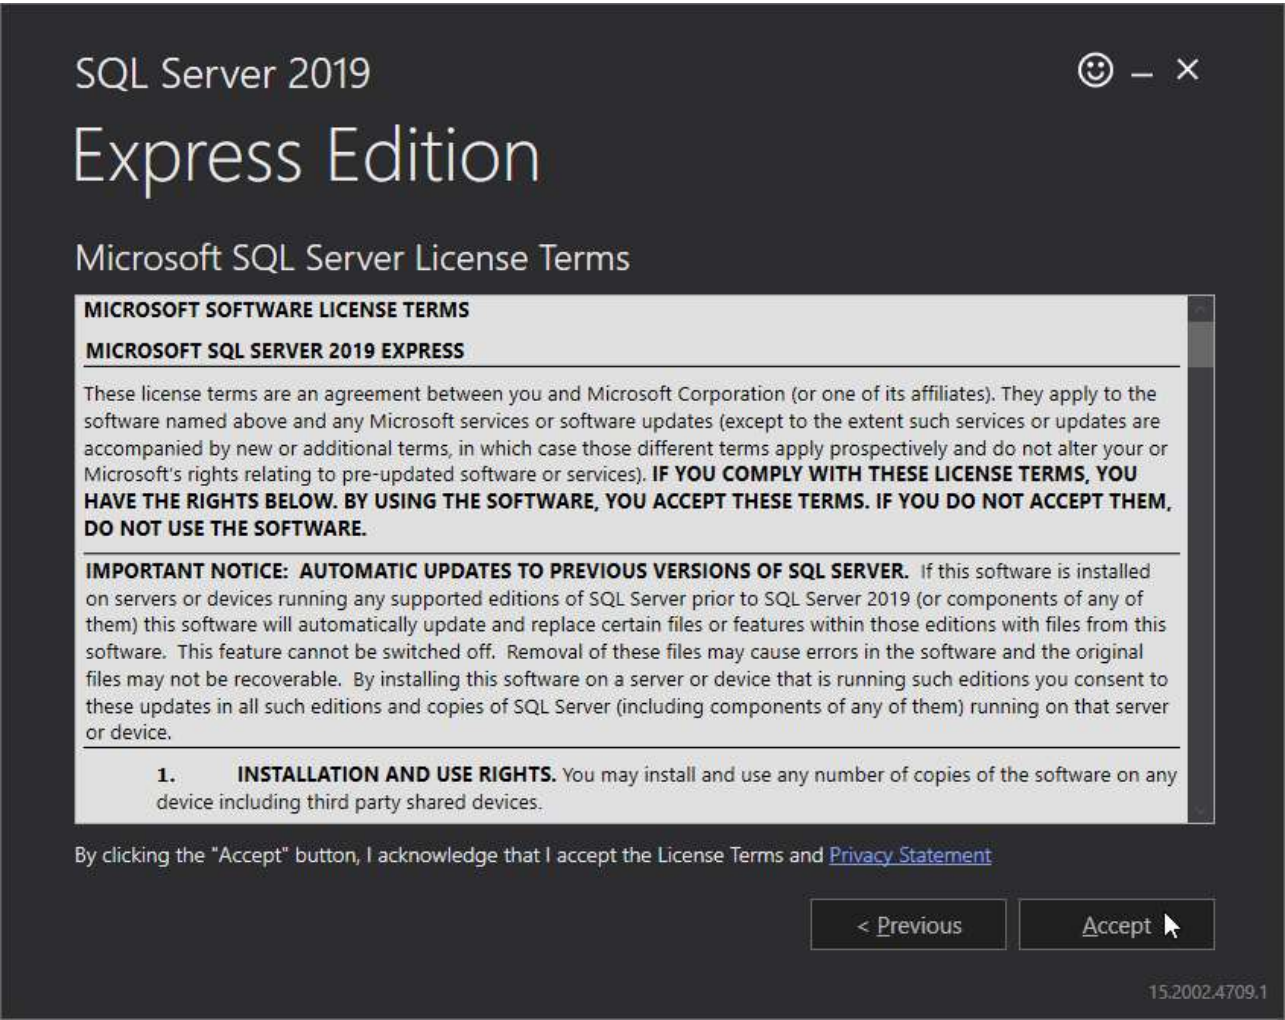 SQL Server 2019
Express Edition
Microsoft SQL Server License Terms
MICROSOFT SOFTWARE LICENSE TERMS
MICROSOFT SQL SERVER 2019 EXPRESS
These license terms are an agreement between you and Microsoft Corporation (or one of its affiliates). They apply to the
software named above and any Microsoft services or software updates (except to the extent such services or updates are
accompanied by new or additional terms, in which case those different terms apply prospectively and do not alter your or
Microsoft's rights relating to pre-updated software or services). IF YOU COMPLY WITH THESE LICENSE TERMS, YOU
HAVE THE RIGHTS BELOW. BY USING THE SOFTWARE, YOU ACCEPT THESE TERMS. IF YOU DO NOT ACCEPT THEM,
DO NOT USE THE SOFTWARE.
IMPORTANT NOTICE:  AUTOMATIC UPDATES TO PREVIOUS VERSIONS OF SQL SERVER.  If this software is installed
on servers or devices running any supported editions of SQL Server prior to SQL Server 2019 (or components of any of
them) this software will automatically update and replace certain files or features within those editions with files from this
software.  This feature cannot be switched off.  Removal of these files may cause errors in the software and the original
files may not be recoverable.  By installing this software on a server or device that is running such editions you consent to
these updates in all such editions and copies of SQL Server (including components of any of them) running on that server
or device.
1. INSTALLATION AND USE RIGHTS. You may install and use any number of copies of the software on any
device including third party shared devices.
By clicking the "Accept" button, I acknowledge that I accept the License Terms and Privacy Statement
< Previous
Accept
15.2002.4709.1